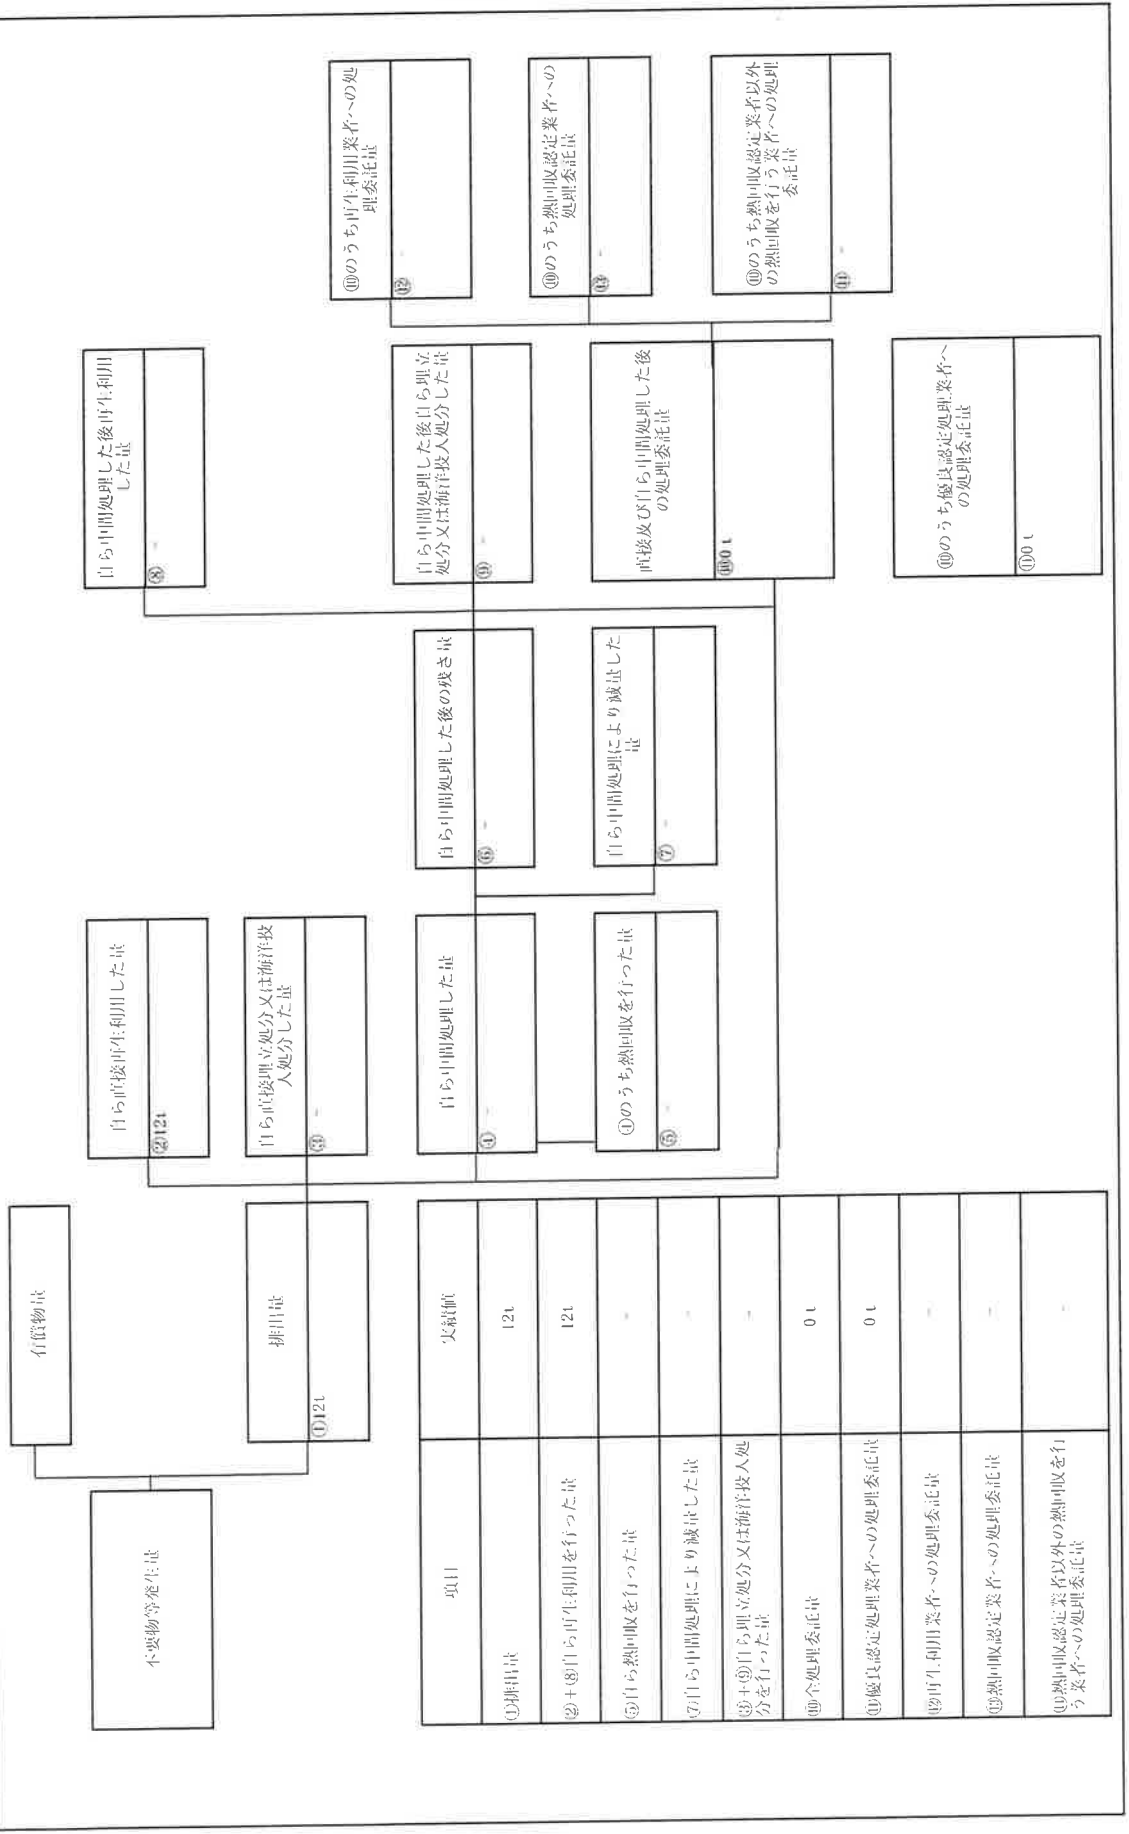 有償物量
不要物等発生量
排出量
①12t
自ら直接再生利用した量
②12t
自ら直接埋立処分又は海洋投
入処分した量
③ -
自ら中間処理した量
④ -
④のうち熱回収を行った量
⑤ -
自ら中間処理した後の残さ量
⑥ -
自ら中間処理により減量した
量
⑦ -
自ら中間処理した後再生利用
した量
⑧ -
自ら中間処理した後自ら埋立
処分又は海洋投入処分した量
⑨ -
直接及び自ら中間処理した後
の処理委託量
⑩0 t
⑩のうち優良認定処理業者へ
の処理委託量
⑪0 t
⑩のうち再生利用業者への処
理委託量
⑫ -
⑩のうち熱回収認定業者への
処理委託量
⑬ -
⑩のうち熱回収認定業者以外
の熱回収を行う業者への処理
委託量
⑭ -
項目 実績値
①排出量 12t
②+⑧自ら再生利用を行った量 12t
⑤自ら熱回収を行った量 -
⑦自ら中間処理により減量した量 -
③+⑨自ら埋立処分又は海洋投入処
分を行った量 -
⑩全処理委託量 0 t
⑪優良認定処理業者への処理委託量 0 t
⑫再生利用業者への処理委託量 -
⑬熱回収認定業者への処理委託量 -
⑭熱回収認定業者以外の熱回収を行
う業者への処理委託量 -